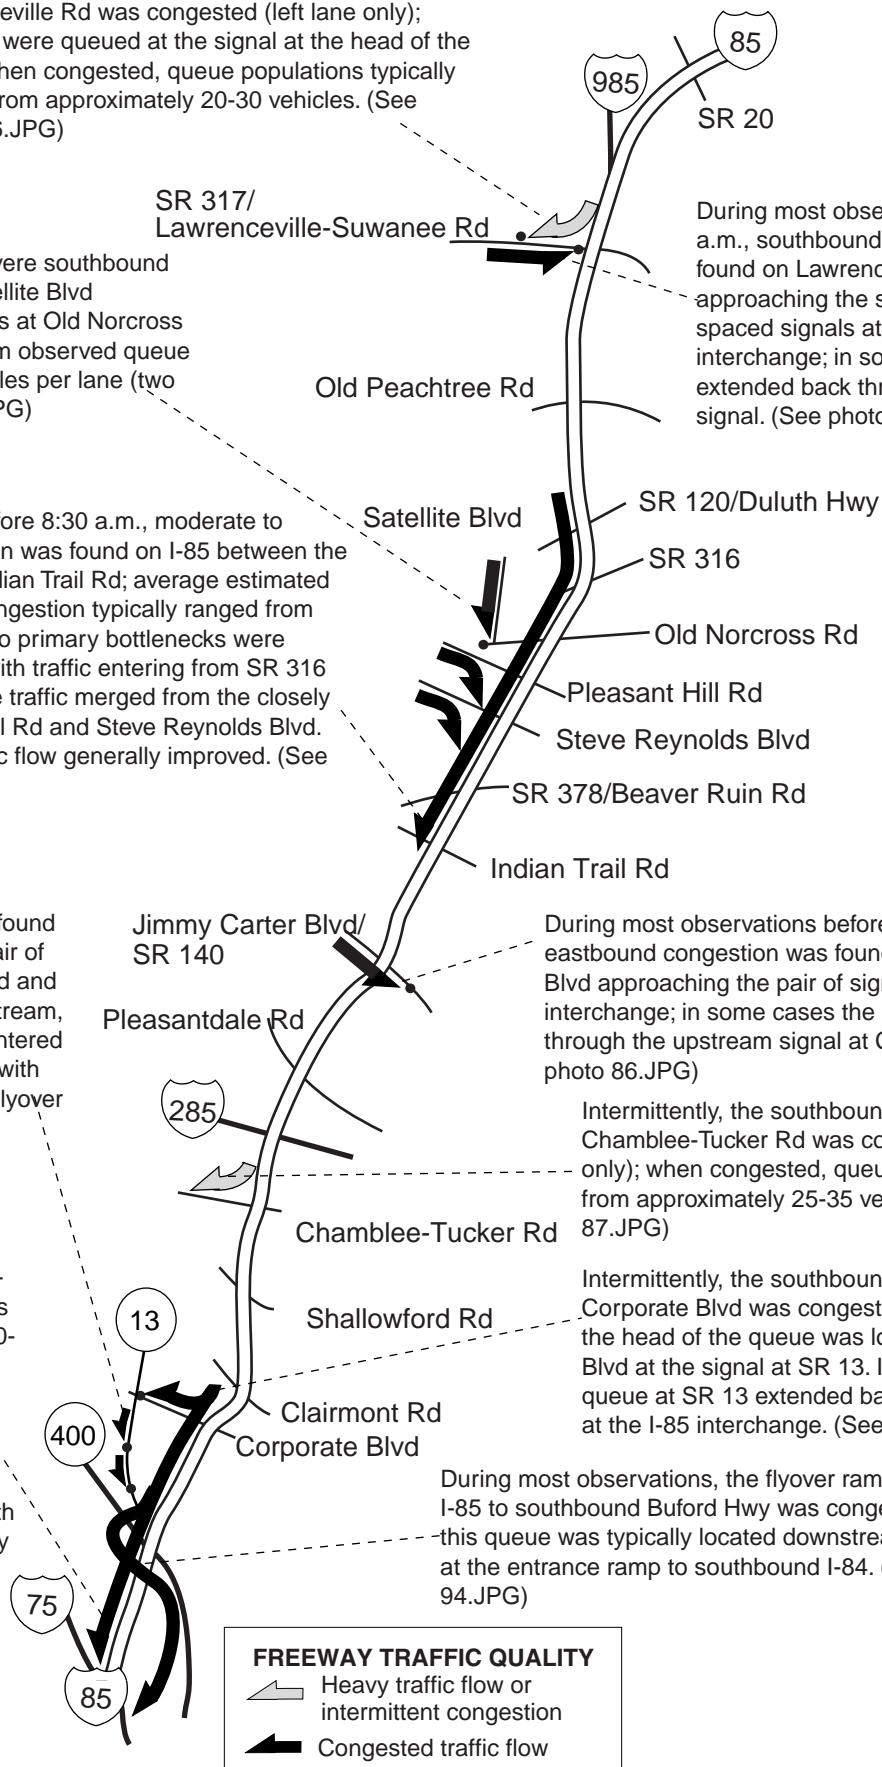 eville Rd was congested (left lane only);
were queued at the signal at the head of the
hen congested, queue populations typically
rom approximately 20-30 vehicles. (See
.JPG)
85
985
SR 20
SR 317/
Lawrenceville-Suwanee Rd
During most obse
a.m., southbound
found on Lawrenc
approaching the s
spaced signals at
interchange; in so
extended back thr
signal. (See photo
vere southbound
ellite Blvd
s at Old Norcross
m observed queue
les per lane (two
PG)
Old Peachtree Rd
SR 120/Duluth Hwy
Satellite Blvd
SR 316
fore 8:30 a.m., moderate to
n was found on I-85 between the
dian Trail Rd; average estimated
ngestion typically ranged from
o primary bottlenecks were
ith traffic entering from SR 316
e traffic merged from the closely
l Rd and Steve Reynolds Blvd.
c flow generally improved. (See
Old Norcross Rd
Pleasant Hill Rd
Steve Reynolds Blvd
SR 378/Beaver Ruin Rd
Indian Trail Rd
found
air of
d and
stream,
ntered
with
flyover
Jimmy Carter Blvd/
SR 140
During most observations before
eastbound congestion was found
Blvd approaching the pair of sign
interchange; in some cases the
through the upstream signal at
photo 86.JPG)
Pleasantdale Rd
285
Intermittently, the southboun
Chamblee-Tucker Rd was co
only); when congested, queu
from approximately 25-35 ve
87.JPG)
Chamblee-Tucker Rd
Shallowford Rd
Intermittently, the southboun
Corporate Blvd was congest
the head of the queue was lo
Blvd at the signal at SR 13. I
queue at SR 13 extended ba
at the I-85 interchange. (See
-
s
0-
13
Clairmont Rd
Corporate Blvd
400
During most observations, the flyover ram
I-85 to southbound Buford Hwy was conge
this queue was typically located downstrea
at the entrance ramp to southbound I-84. (
94.JPG)
th
y
75
85
FREEWAY TRAFFIC QUALITY
Heavy traffic flow or
intermittent congestion
Congested traffic flow